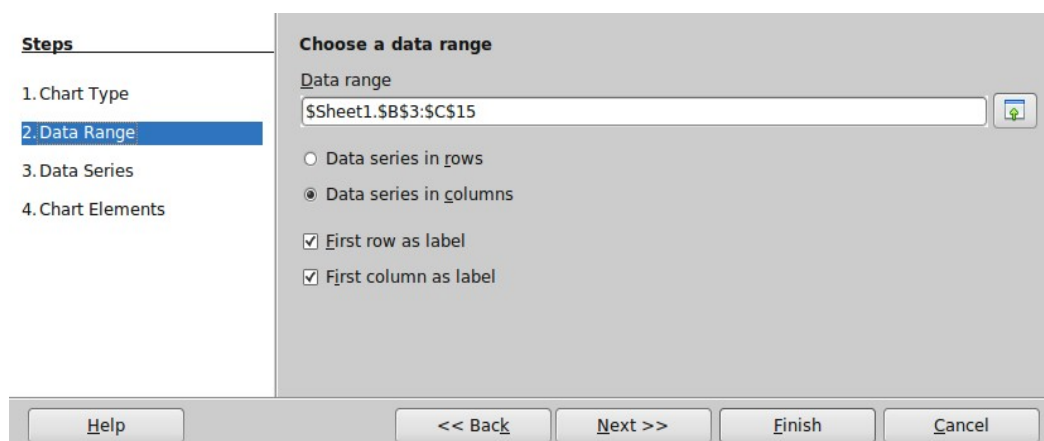 Steps
1. Chart Type
2. Data Range
3. Data Series
4. Chart Elements
Choose a data range
Data range
$Sheet1.$B$3:$C$15
Data series in rows
Data series in columns
First row as label
First column as label
Help
<< Back
Next >>
Finish
Cancel